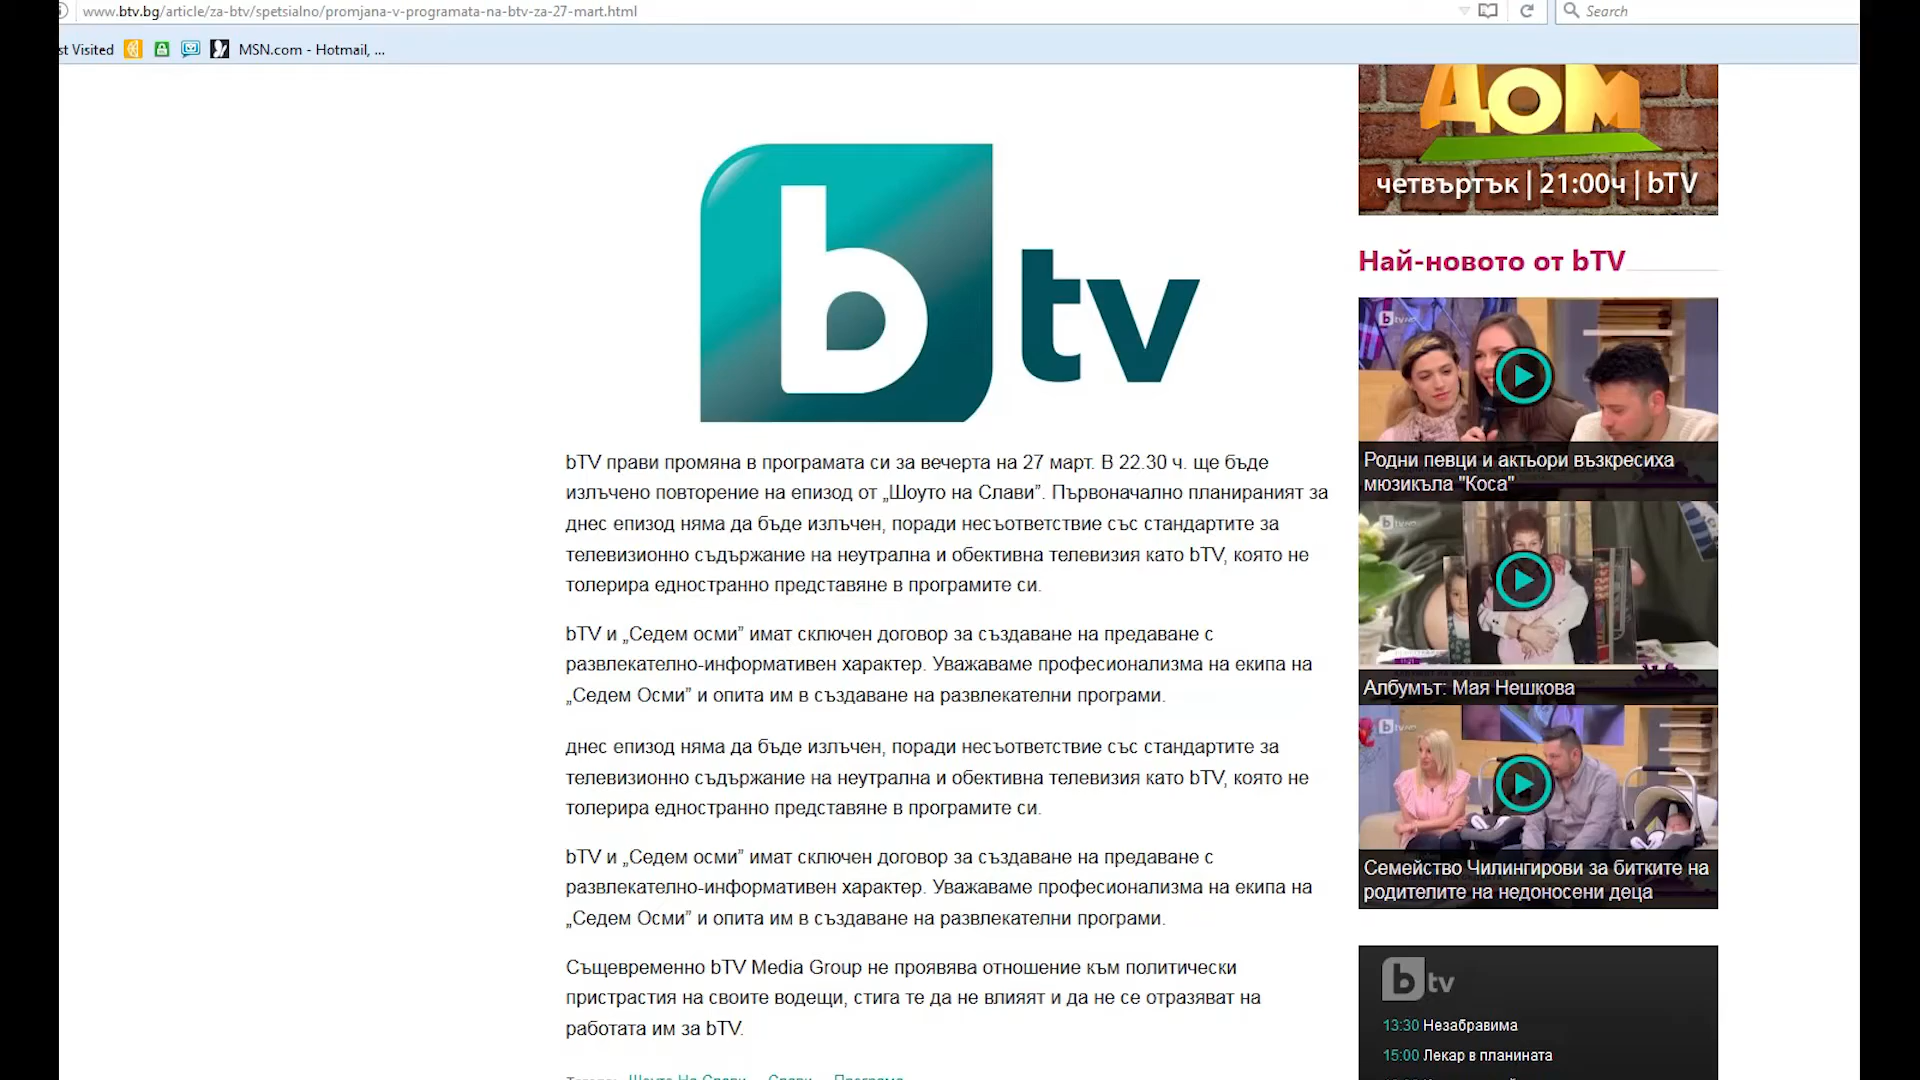 www.btv.bg/article/za-btv/spetsialno/promjana-v-programata-na-btv-za-27-mart.html
Search
st Visited
MSN.com - Hotmail, ...
b tv
bTV прави промяна в програмата си за вечерта на 27 март. В 22.30 ч. ще бъде
излъчено повторение на епизод от „Шоуто на Слави”. Първоначално планираният за
днес епизод няма да бъде излъчен, поради несъответствие със стандартите за
телевизионно съдържание на неутрална и обективна телевизия като bTV, която не
толерира едностранно представяне в програмите си.
bTV и „Седем осми” имат сключен договор за създаване на предаване с
развлекателно-информативен характер. Уважаваме професионализма на екипа на
„Седем Осми” и опита им в създаване на развлекателни програми.
днес епизод няма да бъде излъчен, поради несъответствие със стандартите за
телевизионно съдържание на неутрална и обективна телевизия като bTV, която не
толерира едностранно представяне в програмите си.
bTV и „Седем осми” имат сключен договор за създаване на предаване с
развлекателно-информативен характер. Уважаваме професионализма на екипа на
„Седем Осми” и опита им в създаване на развлекателни програми.
Същевременно bTV Media Group не проявява отношение към политически
пристрастия на своите водещи, стига те да не влияят и да не се отразяват на
работата им за bTV.
Шоуто На Слави Слави Програма
ДОМ
четвъртък | 21:00ч | bTV
Най-новото от bTV
Родни певци и актьори възкресиха
мюзикъла "Коса"
Албумът: Мая Нешкова
Семейство Чилингирови за битките на
родителите на недоносени деца
b tv
13:30 Незабравима
15:00 Лекар в планината